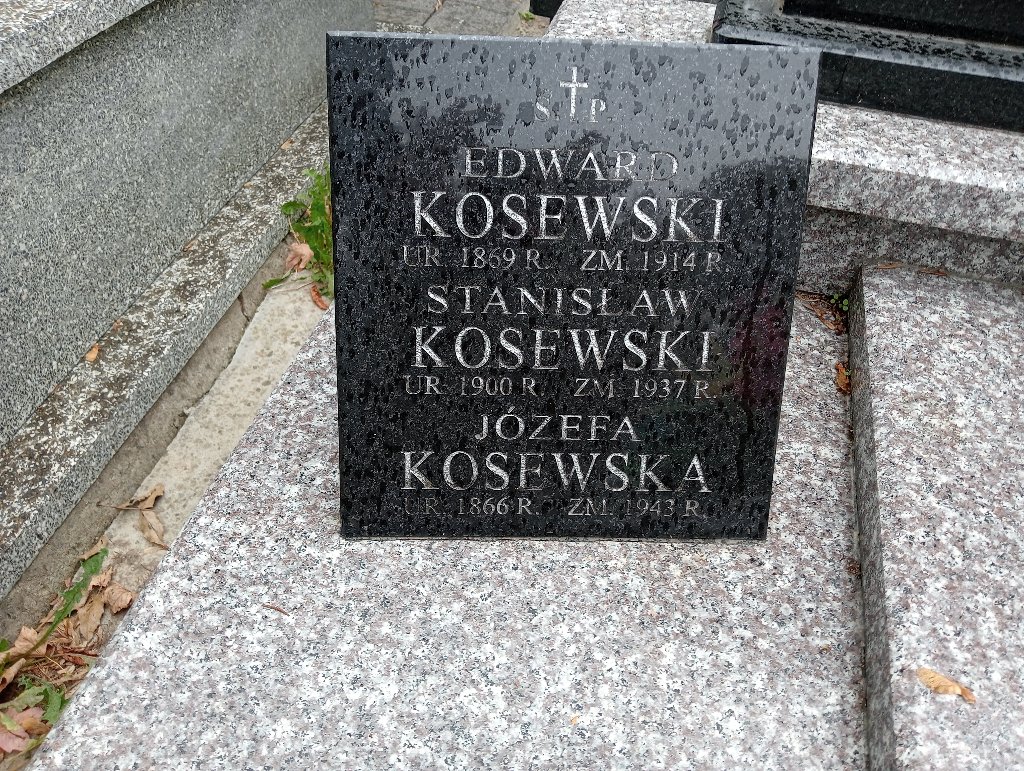 Ś. P.
EDWARD
KOSEWSKI
UR. 1869 R. ZM. 1914 R.
STANISŁAW
KOSEWSKI
UR. 1900 R. ZM. 1937 R.
JÓZEFA
KOSEWSKA
UR. 1866 R. ZM. 1943 R.